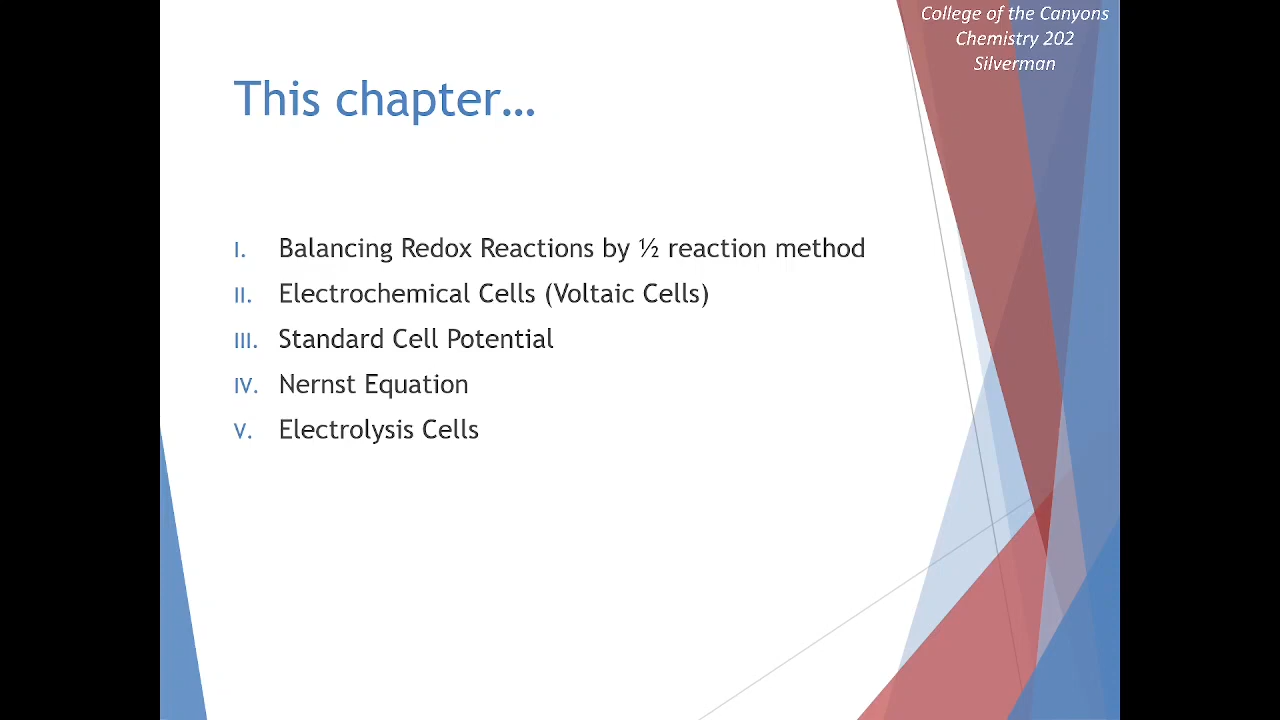 College of the Canyons
Chemistry 202
Silverman
This chapter…
I. Balancing Redox Reactions by ½ reaction method
II. Electrochemical Cells (Voltaic Cells)
III. Standard Cell Potential
IV. Nernst Equation
V. Electrolysis Cells